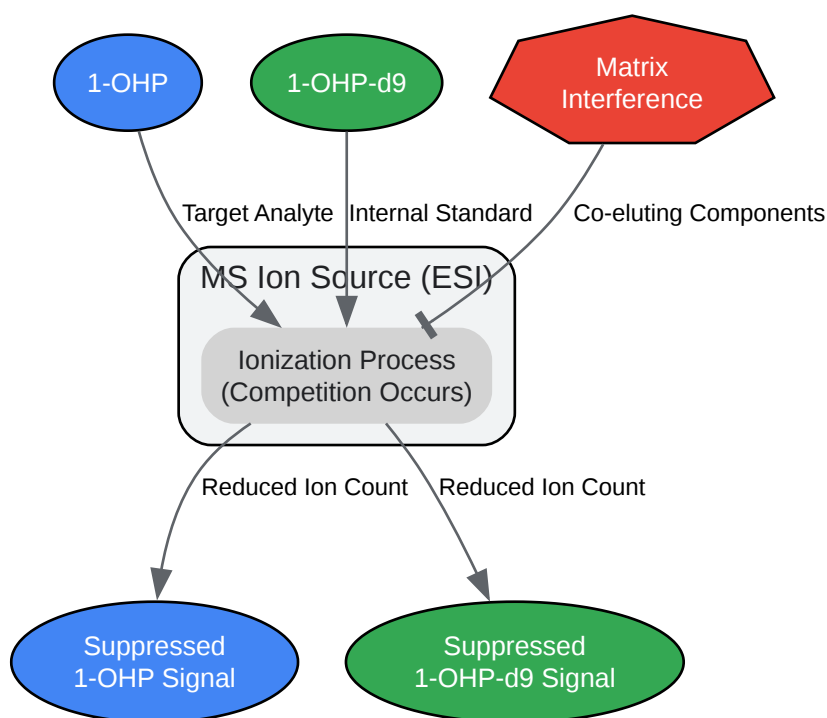 1-OHP
1-OHP-d9
Matrix
Interference
Target Analyte
Internal Standard
Co-eluting Components
MS Ion Source (ESI)
Ionization Process
(Competition Occurs)
Reduced Ion Count
Reduced Ion Count
Suppressed
1-OHP Signal
Suppressed
1-OHP-d9 Signal